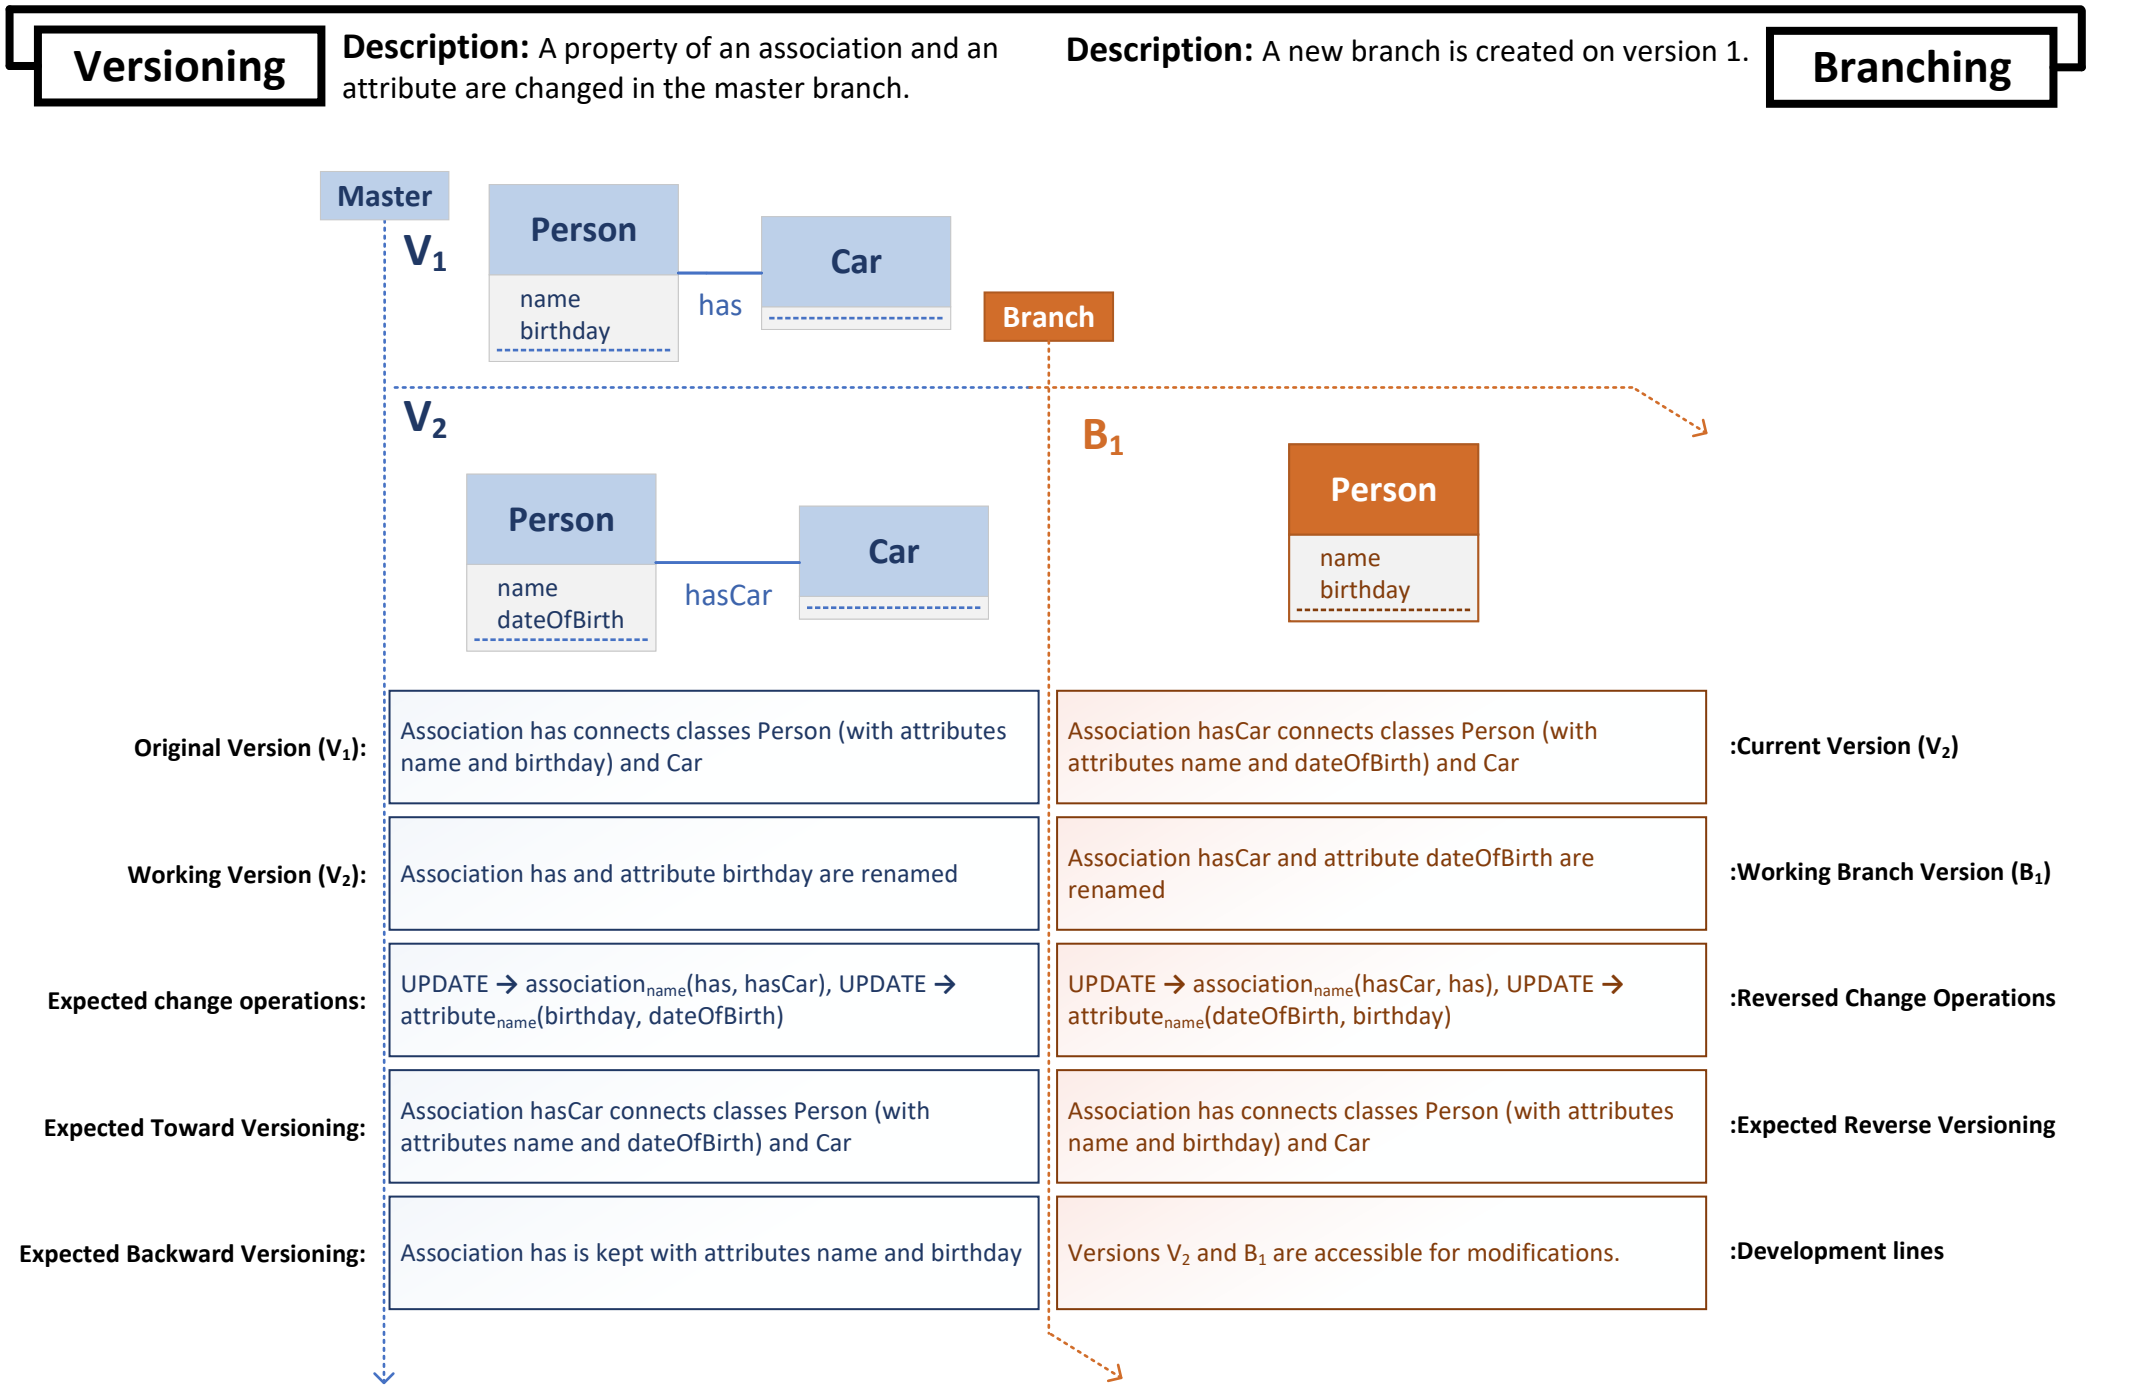 Versioning
Description: A property of an association and an
attribute are changed in the master branch.
Description: A new branch is created on version 1.
Branching
Master
V₁
Person
name
birthday
has
Car
Branch
V₂
Person
name
dateOfBirth
hasCar
Car
B₁
Person
name
birthday
Original Version (V₁):
Association has connects classes Person (with attributes
name and birthday) and Car
Association hasCar connects classes Person (with
attributes name and dateOfBirth) and Car
:Current Version (V₂)
Working Version (V₂):
Association has and attribute birthday are renamed
Association hasCar and attribute dateOfBirth are
renamed
:Working Branch Version (B₁)
Expected change operations:
UPDATE → association_name(has, hasCar), UPDATE →
attribute_name(birthday, dateOfBirth)
UPDATE → association_name(hasCar, has), UPDATE →
attribute_name(dateOfBirth, birthday)
:Reversed Change Operations
Expected Toward Versioning:
Association hasCar connects classes Person (with
attributes name and dateOfBirth) and Car
Association has connects classes Person (with attributes
name and birthday) and Car
:Expected Reverse Versioning
Expected Backward Versioning:
Association has is kept with attributes name and birthday
Versions V₂ and B₁ are accessible for modifications.
:Development lines